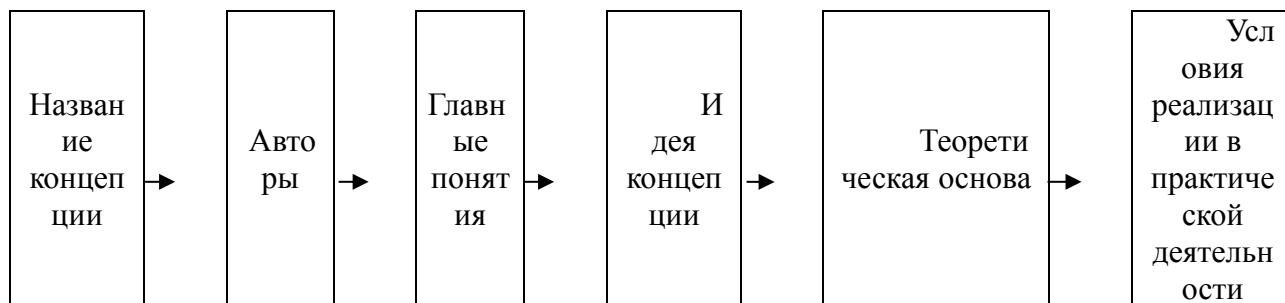 Назван
ие
концеп
ции
Авто
ры
Главн
ые
понят
ия
И
дея
концеп
ции
Теорети
ческая основа
Усл
овия
реализац
ии в
практиче
ской
деятельн
ости